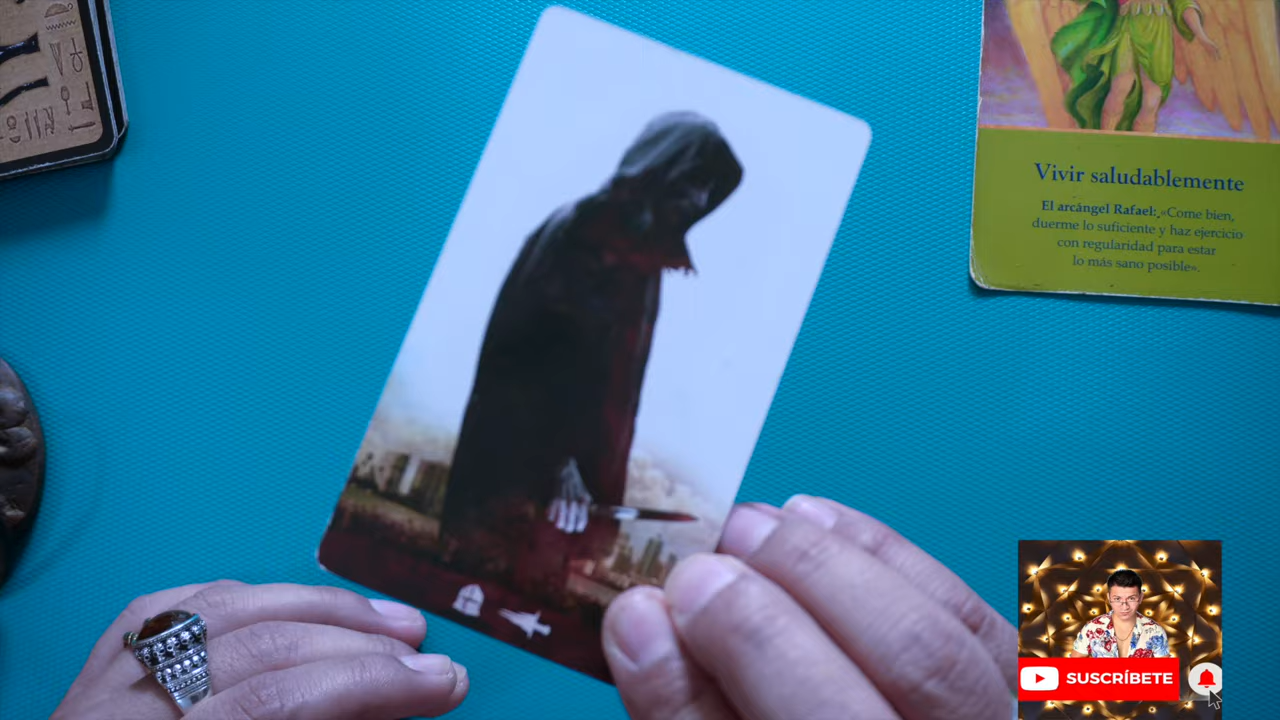 Vivir saludablemente
El arcángel Rafael: «Come bien,
duerme lo suficiente y haz ejercicio
con regularidad para estar
lo más sano posible».
SUSCRÍBETE